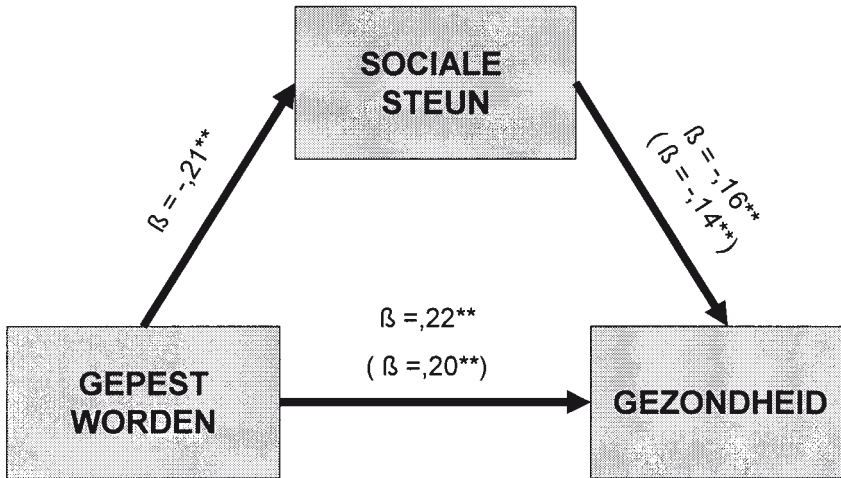 SOCIALE
STEUN
ß = -,21**
ß = -,16**
( ß = -,14**)
ß =,22**
( ß =,20**)
GEPEST
WORDEN
GEZONDHEID